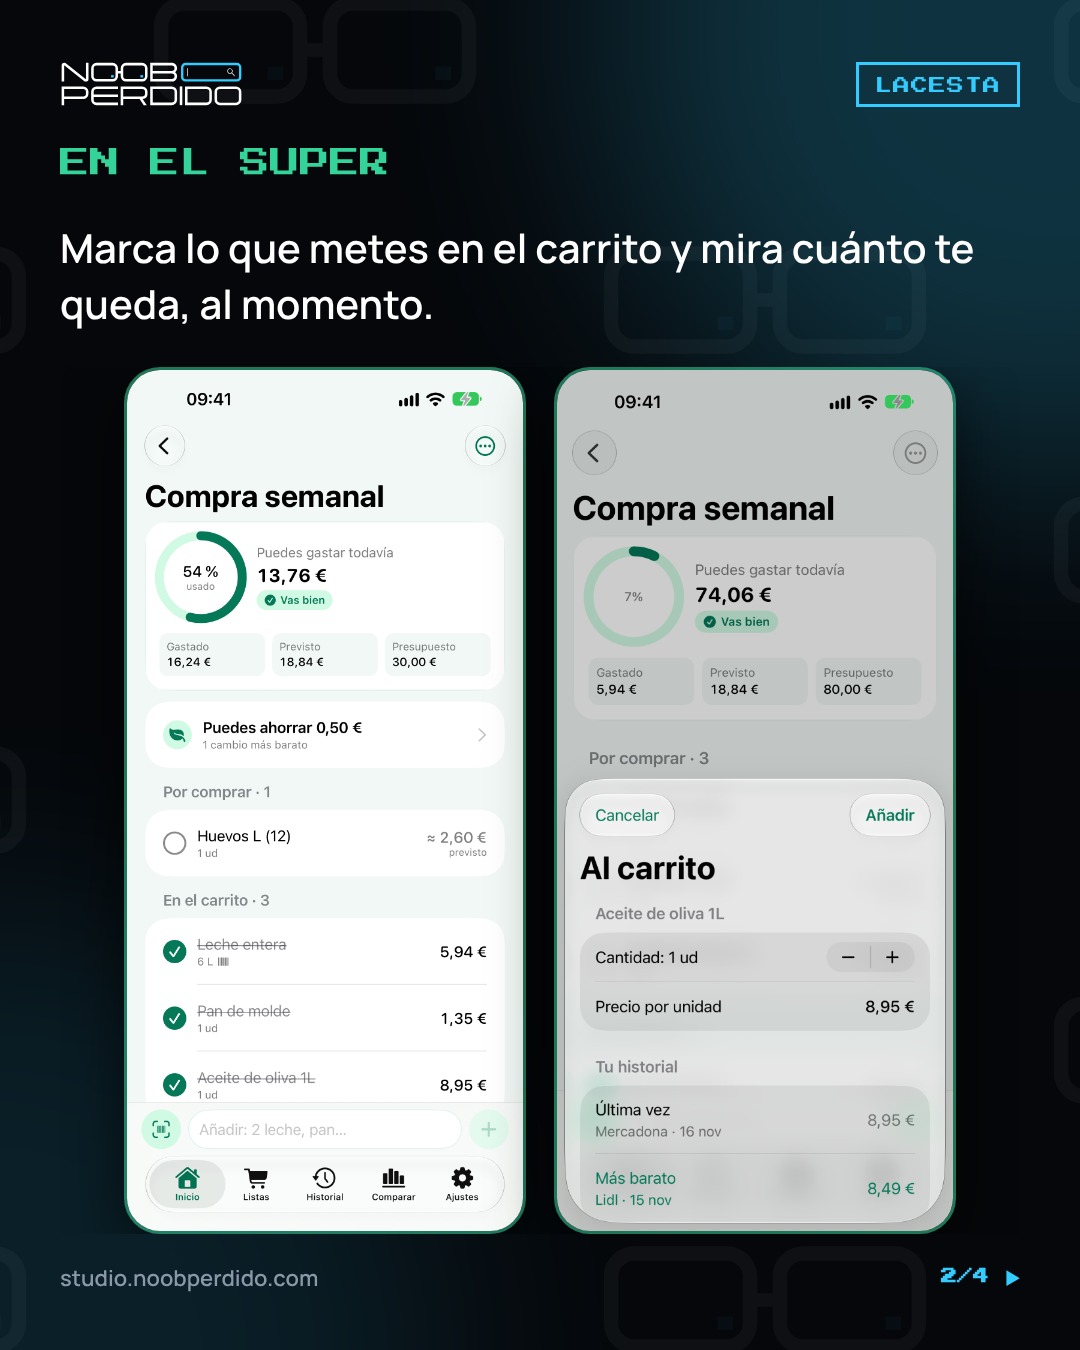 NOOB
PERDIDO
LACESTA
EN EL SUPER
Marca lo que metes en el carrito y mira cuánto te
queda, al momento.
09:41
Compra semanal
54 %
usado
Puedes gastar todavía
13,76 €
Vas bien
Gastado
16,24 €
Previsto
18,84 €
Presupuesto
30,00 €
Puedes ahorrar 0,50 €
1 cambio más barato
Por comprar · 1
Huevos L (12)
1 ud
≈ 2,60 €
previsto
En el carrito · 3
Leche entera
6 L
5,94 €
Pan de molde
1 ud
1,35 €
Aceite de oliva 1L
1 ud
8,95 €
Añadir: 2 leche, pan...
Inicio
Listas
Historial
Comparar
Ajustes
09:41
Compra semanal
7%
Puedes gastar todavía
74,06 €
Vas bien
Gastado
5,94 €
Previsto
18,84 €
Presupuesto
80,00 €
Por comprar · 3
Cancelar
Añadir
Al carrito
Aceite de oliva 1L
Cantidad: 1 ud
Precio por unidad
8,95 €
Tu historial
Última vez
Mercadona · 16 nov
8,95 €
Más barato
Lidl · 15 nov
8,49 €
studio.noobperdido.com
2/4